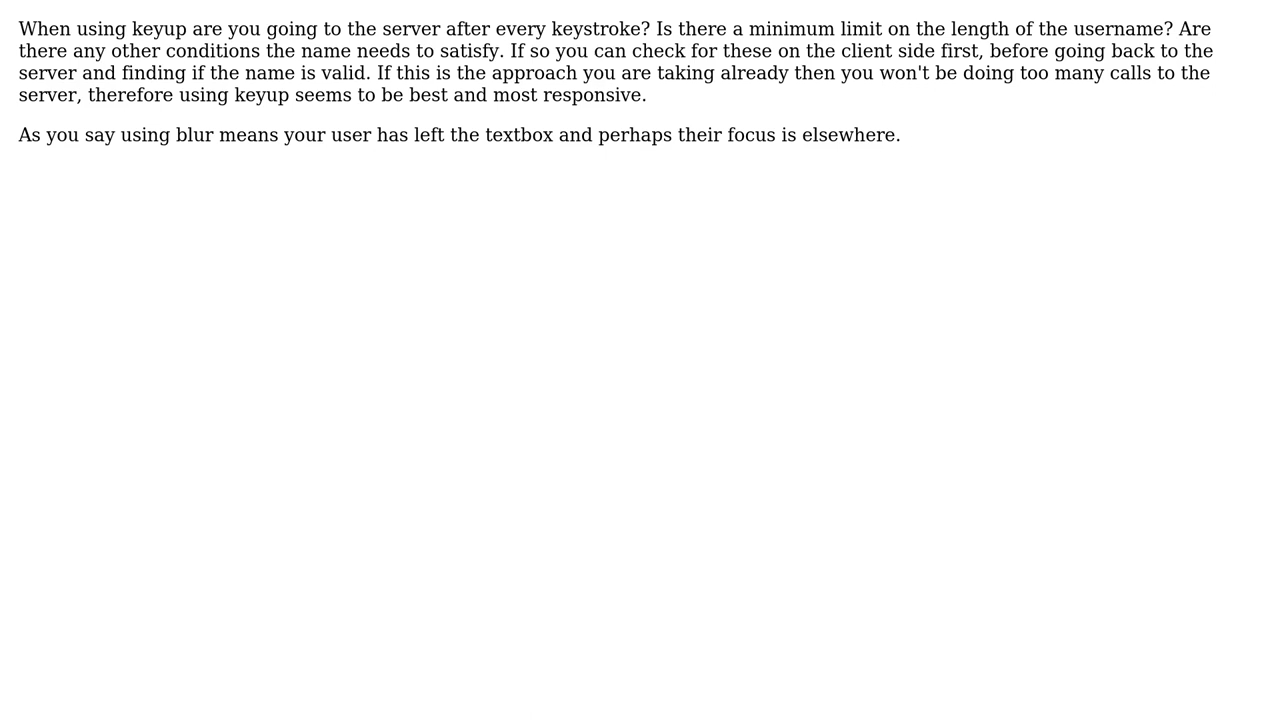 When using keyup are you going to the server after every keystroke? Is there a minimum limit on the length of the username? Are
there any other conditions the name needs to satisfy. If so you can check for these on the client side first, before going back to the
server and finding if the name is valid. If this is the approach you are taking already then you won't be doing too many calls to the
server, therefore using keyup seems to be best and most responsive.
As you say using blur means your user has left the textbox and perhaps their focus is elsewhere.